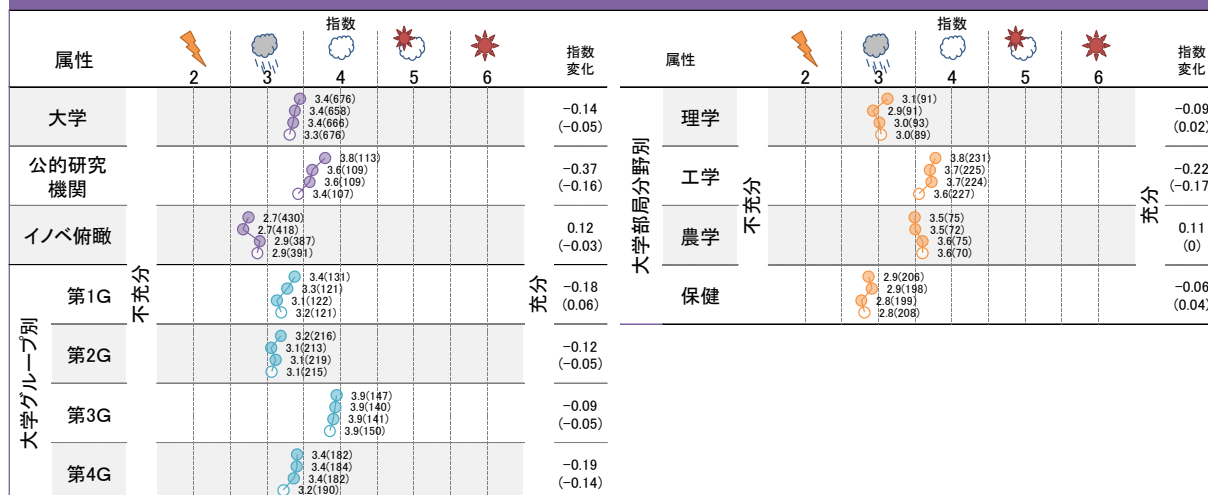 属性
指数
2 3 4 5 6
指数
変化
大学
3.4(676)
3.4(658)
3.4(666)
3.3(676)
-0.14
(-0.05)
公的研究
機関
3.8(113)
3.6(109)
3.6(109)
3.4(107)
-0.37
(-0.16)
イノベ俯瞰
2.7(430)
2.7(418)
2.9(387)
2.9(391)
0.12
(-0.03)
不充分
充分
大学グループ別
第1G
3.4(131)
3.3(121)
3.1(122)
3.2(121)
-0.18
(0.06)
第2G
3.2(216)
3.1(213)
3.1(219)
3.1(215)
-0.12
(-0.05)
第3G
3.9(147)
3.9(140)
3.9(141)
3.9(150)
-0.09
(-0.05)
第4G
3.4(182)
3.4(184)
3.4(182)
3.2(190)
-0.19
(-0.14)
属性
指数
2 3 4 5 6
指数
変化
大学部局分野別
不充分
充分
理学
3.1(91)
2.9(91)
3.0(93)
3.0(89)
-0.09
(0.02)
工学
3.8(231)
3.7(225)
3.7(224)
3.6(227)
-0.22
(-0.17)
農学
3.5(75)
3.5(72)
3.6(75)
3.6(70)
0.11
(0)
保健
2.9(206)
2.9(198)
2.8(199)
2.8(208)
-0.06
(0.04)